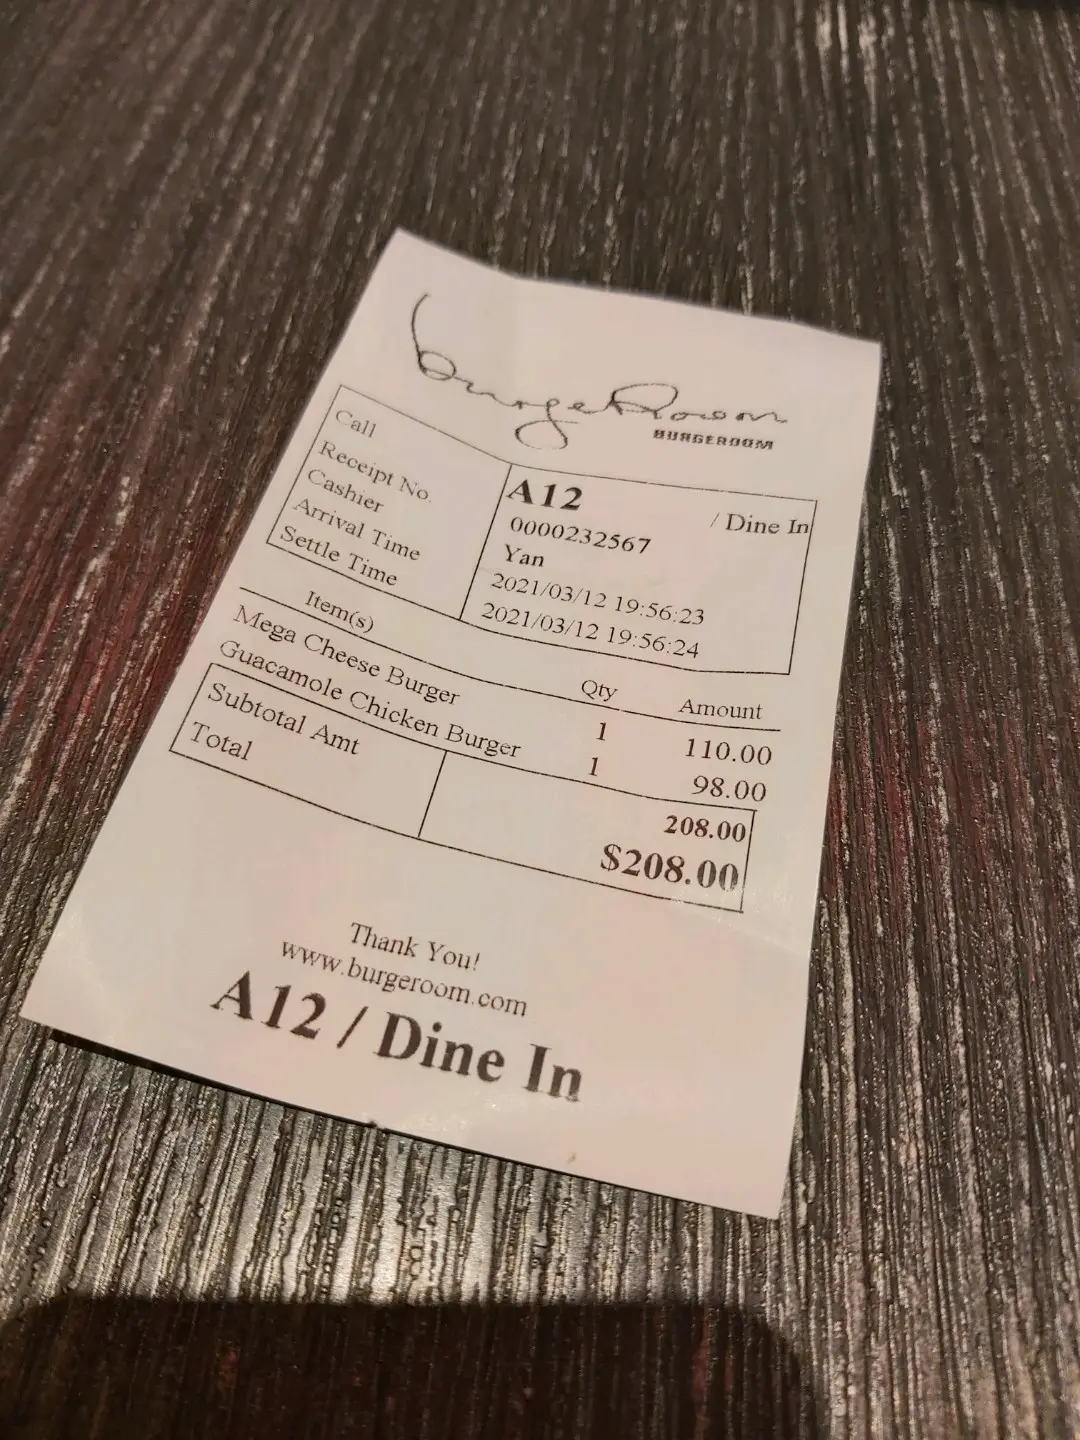 burgeRoom
BURGEROOM
Call A12 / Dine In
Receipt No. 0000232567
Cashier Yan
Arrival Time 2021/03/12 19:56:23
Settle Time 2021/03/12 19:56:24
Item(s) Qty Amount
Mega Cheese Burger 1 110.00
Guacamole Chicken Burger 1 98.00
Subtotal Amt 208.00
Total $208.00
Thank You!
www.burgeroom.com
A12 / Dine In